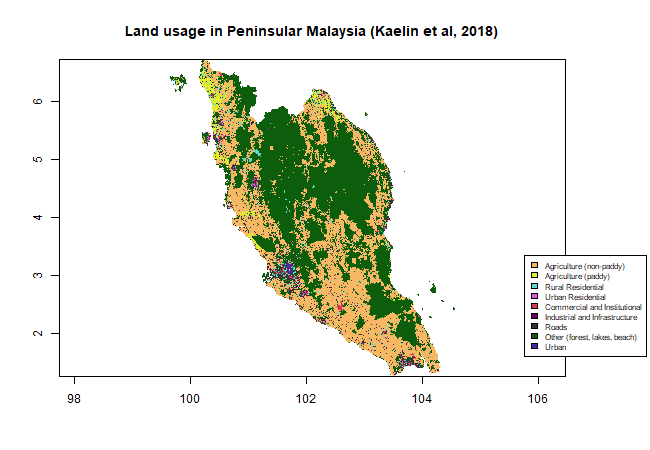 Land usage in Peninsular Malaysia (Kaelin et al, 2018)
6
5
4
3
2
98
100
102
104
106
Agriculture (non-paddy)
Agriculture (paddy)
Rural Residential
Urban Residential
Commercial and Institutional
Industrial and Infrastructure
Roads
Other (forest, lakes, beach)
Urban